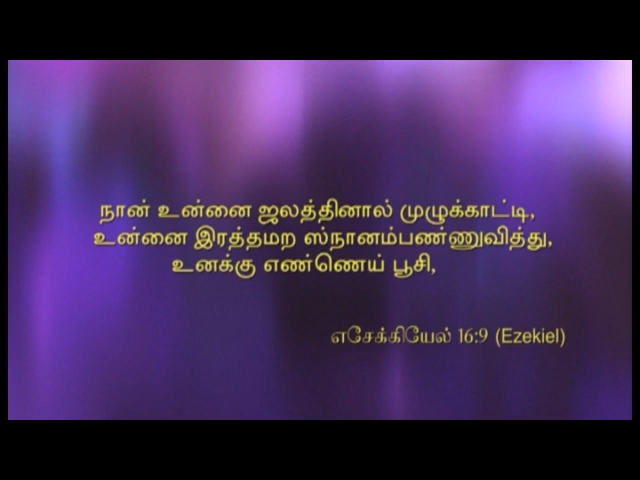 நான் உன்னை ஜலத்தினால் முழுக்காட்டி,
உன்னை இரத்தமற ஸ்நானம்பண்ணுவித்து,
உனக்கு எண்ணெய் பூசி,
எசேக்கியேல் 16:9 (Ezekiel)